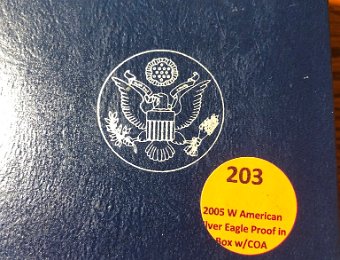 203
2005 W American
lver Eagle Proof in
Box w/COA